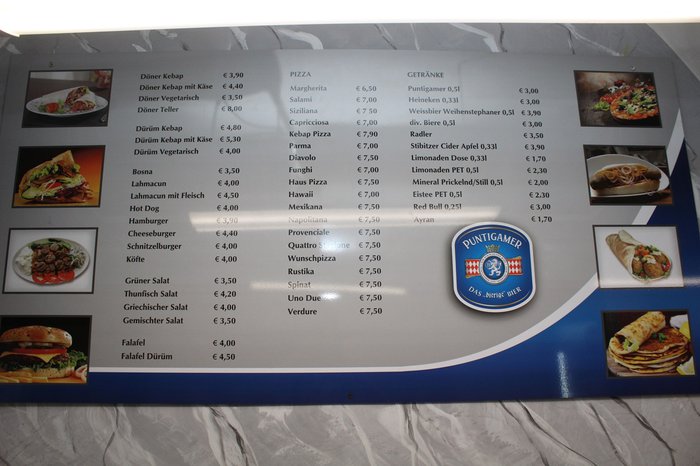 Döner Kebap € 3,90
Döner Kebap mit Käse € 4,40
Döner Vegetarisch € 3,50
Döner Teller € 8,00
Dürüm Kebap € 4,80
Dürüm Kebap mit Käse € 5,30
Dürüm Vegetarisch € 4,00
Bosna € 3,50
Lahmacun € 4,00
Lahmacun mit Fleisch € 4,50
Hot Dog € 4,00
Hamburger € 3,90
Cheeseburger € 4,40
Schnitzelburger € 4,00
Köfte € 4,00
Grüner Salat € 3,50
Thunfisch Salat € 4,20
Griechischer Salat € 4,00
Gemischter Salat € 3,50
Falafel € 4,00
Falafel Dürüm € 4,50
PIZZA
Margherita € 6,50
Salami € 7,00
Siziliana € 7,50
Capricciosa € 7,00
Kebap Pizza € 7,90
Parma € 7,00
Diavolo € 7,50
Funghi € 7,00
Haus Pizza € 7,50
Hawaii € 7,00
Mexikana € 7,50
Napolitana € 7,50
Provenciale € 7,50
Quattro € 7,50
Wunschpizza € 7,50
Rustika € 7,50
Spinat € 7,50
Uno Due € 7,50
Verdure € 7,50
GETRÄNKE
Puntigamer 0,5l € 3,00
Heineken 0,33l € 3,00
Weissbier Weihenstephaner 0,5l € 3,90
div. Biere 0,5l € 3,00
Radler € 3,50
Stibitzer Cider Apfel 0,33l € 3,90
Limonaden Dose 0,33l € 1,70
Limonaden PET 0,5l € 2.30
Mineral Prickelnd/Still 0,5l € 2,00
Eistee PET 0,5l € 2.30
Red Bull 0,25l € 3,00
Ayran € 1,70
PUNTIGAMER
DAS „bierige" BIER